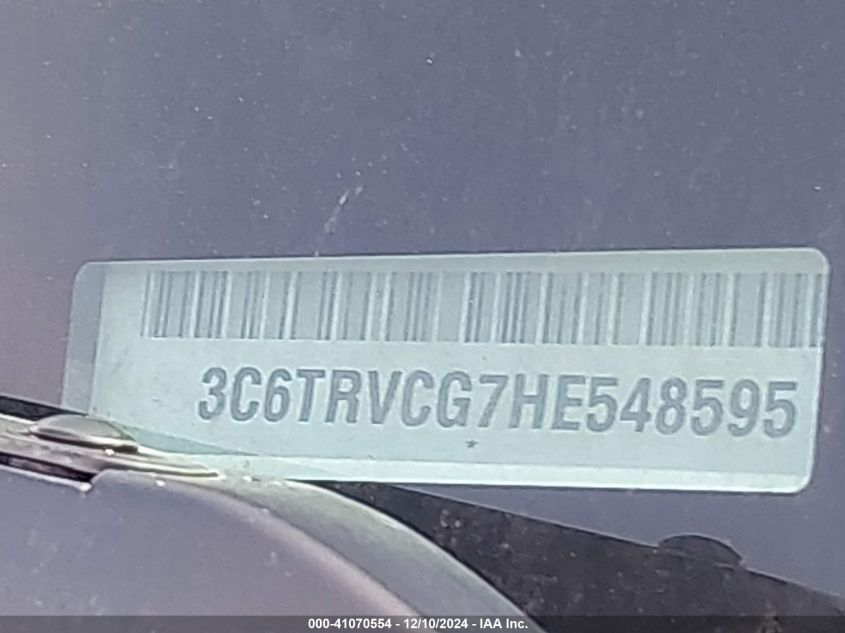 3C6TRVCG7HE548595
*
000-41070554 - 12/10/2024 - IAA Inc.